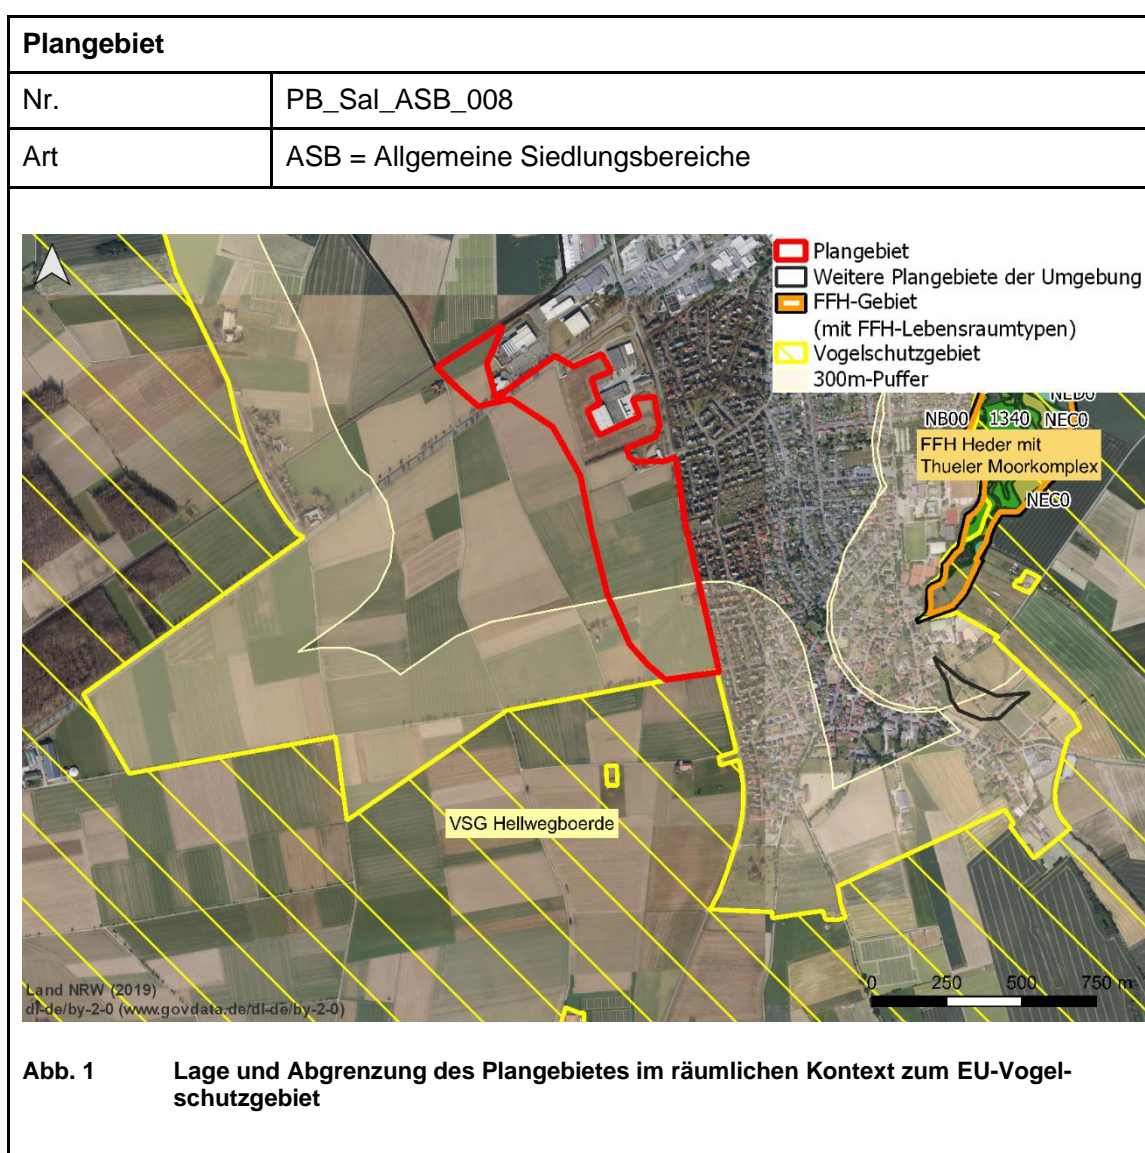 Plangebiet
Nr.
PB_Sal_ASB_008
Art
ASB = Allgemeine Siedlungsbereiche
Plangebiet
Weitere Plangebiete der Umgebung
FFH-Gebiet
(mit FFH-Lebensraumtypen)
Vogelschutzgebiet
300m-Puffer
NED0
NB00 1340 NEC0
FFH Heder mit
Thueler Moorkomplex
NEC0
VSG Hellwegboerde
0 250 500 750 m
Land NRW (2019)
dl-de/by-2-0 (www.govdata.de/dl-de/by-2-0)
Abb. 1 Lage und Abgrenzung des Plangebietes im räumlichen Kontext zum EU-Vogel-
schutzgebiet